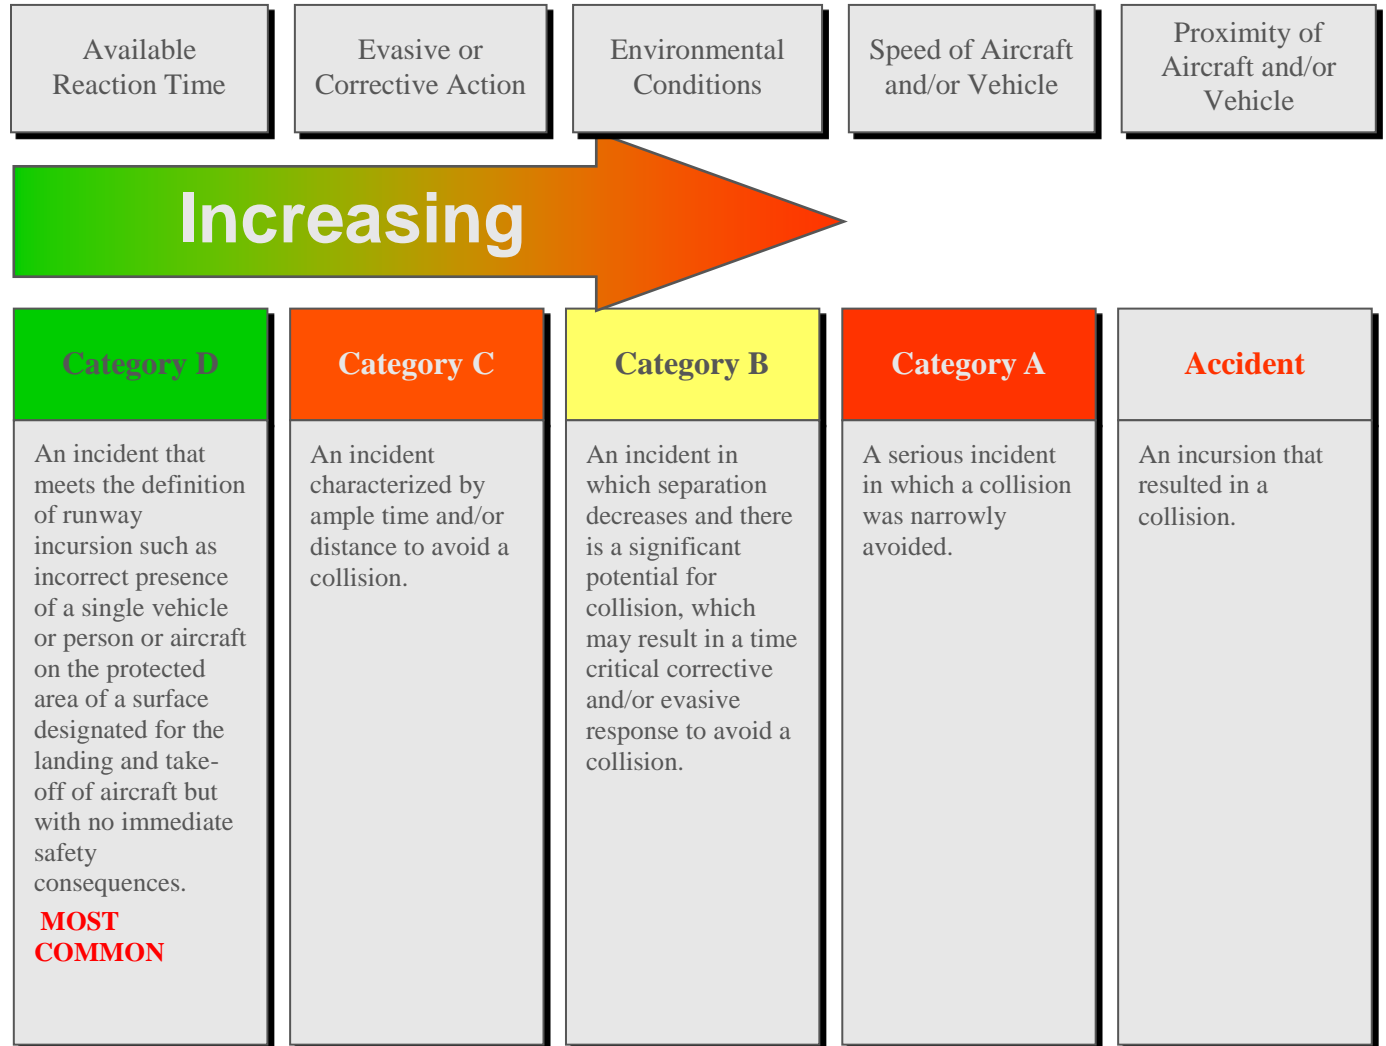 Available
Reaction Time
Evasive or
Corrective Action
Environmental
Conditions
Speed of Aircraft
and/or Vehicle
Proximity of
Aircraft and/or
Vehicle
Increasing
Category D
An incident that
meets the definition
of runway
incursion such as
incorrect presence
of a single vehicle
or person or aircraft
on the protected
area of a surface
designated for the
landing and take-
off of aircraft but
with no immediate
safety
consequences.
MOST
COMMON
Category C
An incident
characterized by
ample time and/or
distance to avoid a
collision.
Category B
An incident in
which separation
decreases and there
is a significant
potential for
collision, which
may result in a time
critical corrective
and/or evasive
response to avoid a
collision.
Category A
A serious incident
in which a collision
was narrowly
avoided.
Accident
An incursion that
resulted in a
collision.